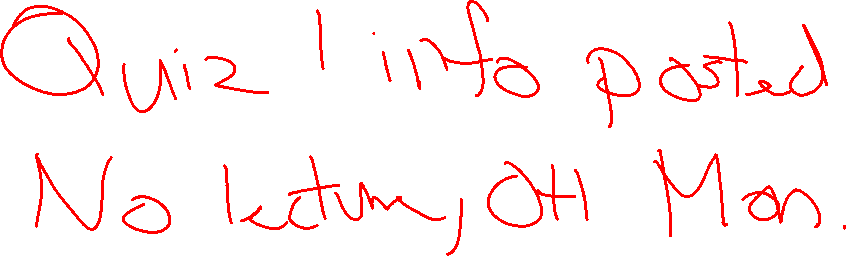 Quiz 1 info posted
No lecture, OH Mon.